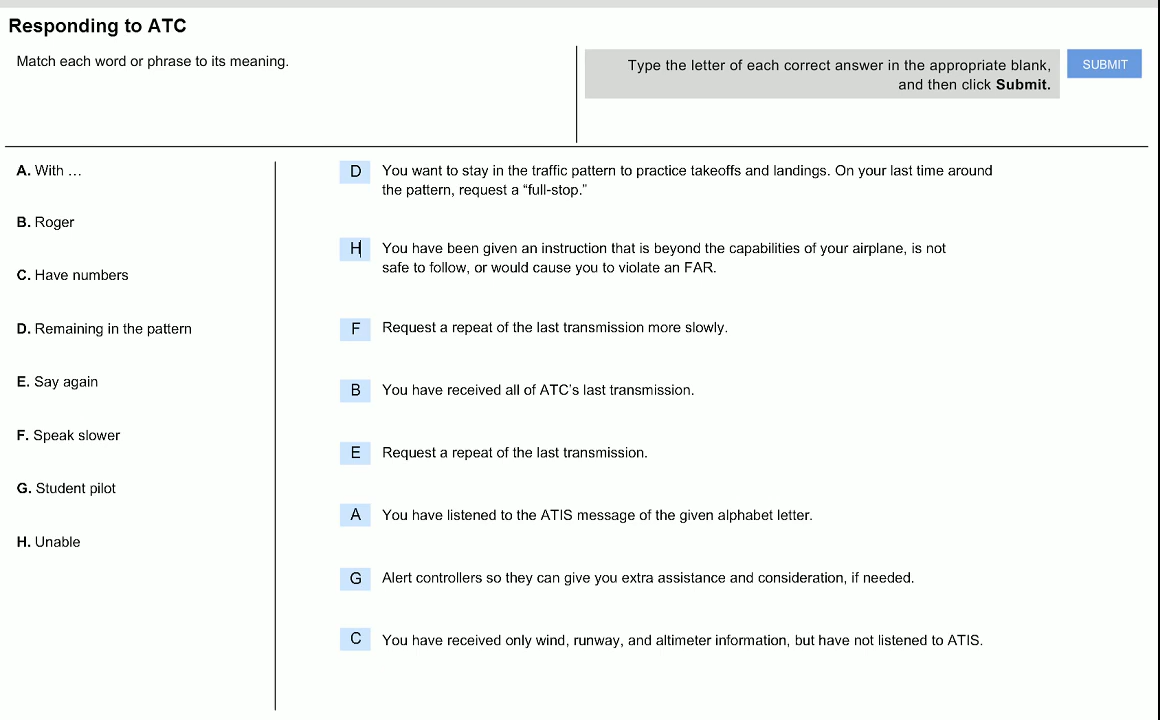 Responding to ATC
Match each word or phrase to its meaning.
Type the letter of each correct answer in the appropriate blank,
and then click Submit.
SUBMIT
A. With …
B. Roger
C. Have numbers
D. Remaining in the pattern
E. Say again
F. Speak slower
G. Student pilot
H. Unable
D You want to stay in the traffic pattern to practice takeoffs and landings. On your last time around
the pattern, request a “full-stop.”
H You have been given an instruction that is beyond the capabilities of your airplane, is not
safe to follow, or would cause you to violate an FAR.
F Request a repeat of the last transmission more slowly.
B You have received all of ATC’s last transmission.
E Request a repeat of the last transmission.
A You have listened to the ATIS message of the given alphabet letter.
G Alert controllers so they can give you extra assistance and consideration, if needed.
C You have received only wind, runway, and altimeter information, but have not listened to ATIS.